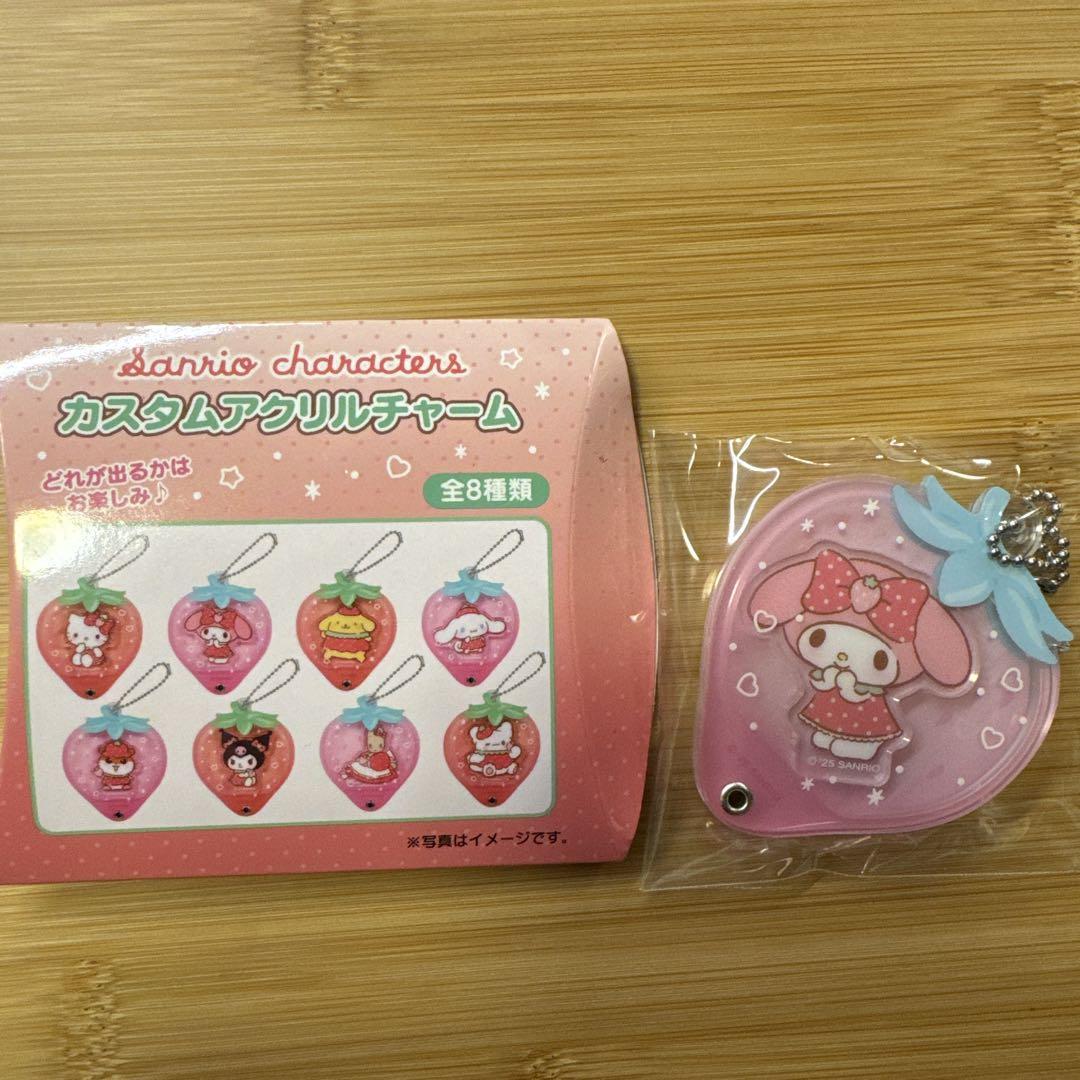 Sanrio characters
カスタムアクリルチャーム
どれが出るかは
お楽しみ♪
全8種類
※写真はイメージです。
© '25 SANRIO